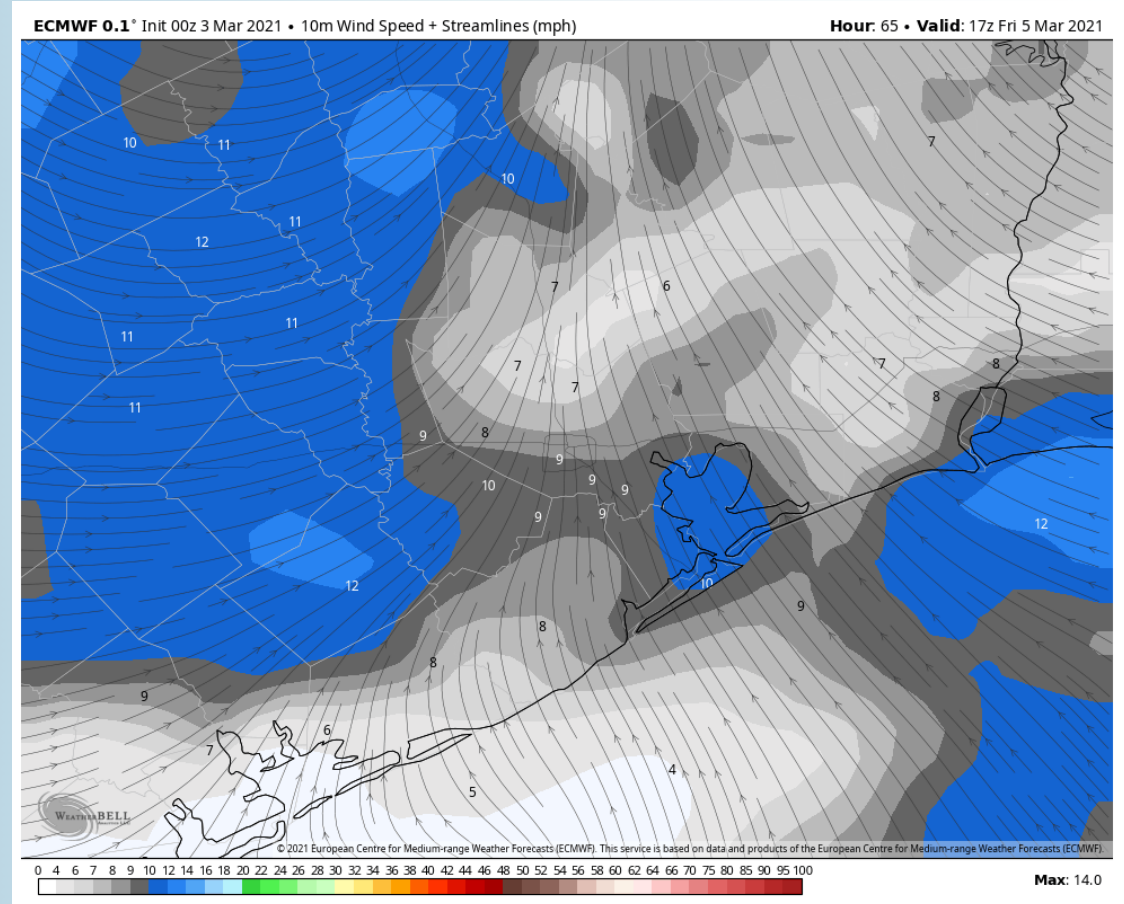 ECMWF 0.1° Init 00z 3 Mar 2021 • 10m Wind Speed + Streamlines (mph) Hour: 65 • Valid: 17z Fri 5 Mar 2021
10 11 7
10
11
12
7 6
11 11
7 7 8
7
11 8
9 8
9
10 9 9
9 9
12
12 10
9
8
8
9
6
7
4
5
WEATHERBELL
© 2021 European Centre for Medium-range Weather Forecasts (ECMWF). This service is based on data and products of the European Centre for Medium-range Weather Forecasts (ECMWF).
0 4 6 7 8 9 10 12 14 16 18 20 22 24 26 28 30 32 34 36 38 40 42 44 46 48 50 52 54 56 58 60 62 64 66 70 75 80 85 90 95 100
Max: 14.0